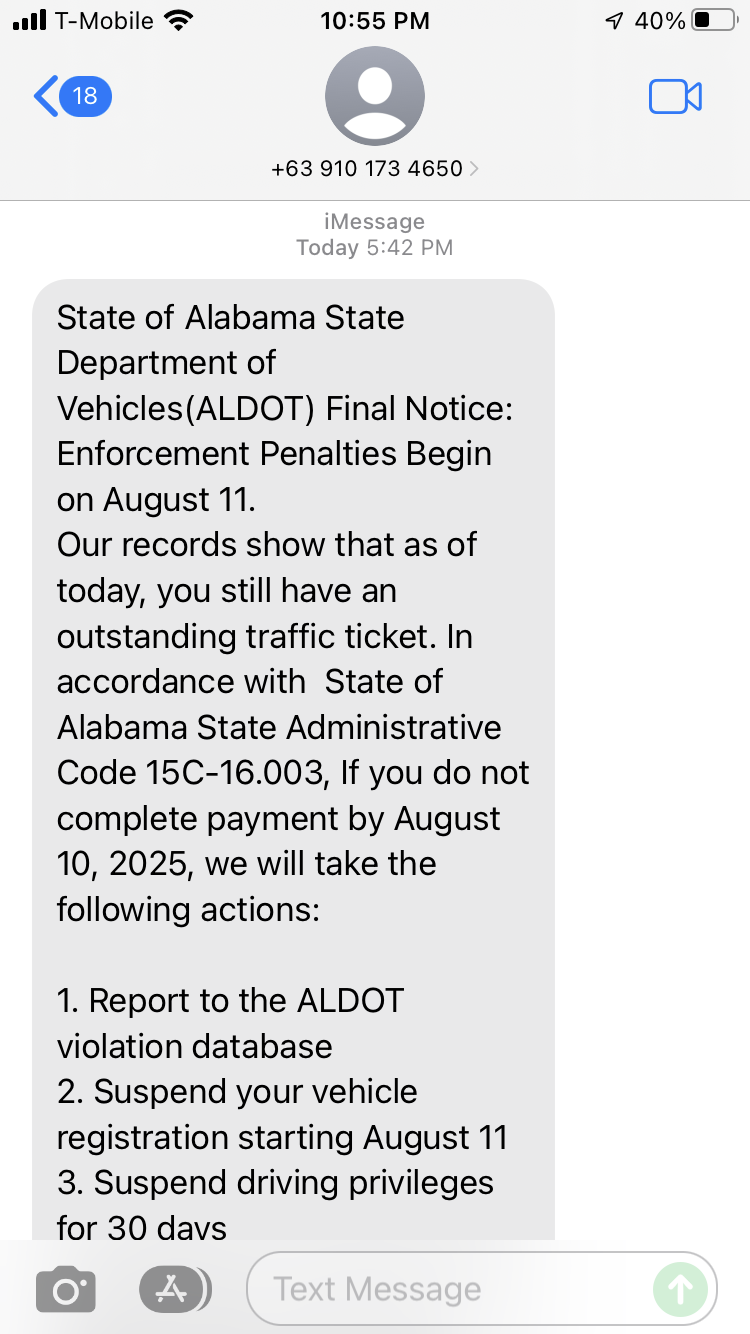 T-Mobile 10:55 PM 40%
18
+63 910 173 4650
iMessage
Today 5:42 PM
State of Alabama State
Department of
Vehicles(ALDOT) Final Notice:
Enforcement Penalties Begin
on August 11.
Our records show that as of
today, you still have an
outstanding traffic ticket. In
accordance with  State of
Alabama State Administrative
Code 15C-16.003, If you do not
complete payment by August
10, 2025, we will take the
following actions:

1. Report to the ALDOT
violation database
2. Suspend your vehicle
registration starting August 11
3. Suspend driving privileges
for 30 days
Text Message